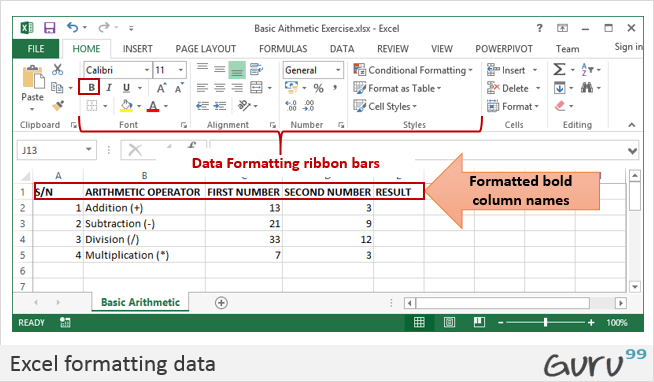 Basic Aithmetic Exercise.xlsx - Excel
FILE HOME INSERT PAGE LAYOUT FORMULAS DATA REVIEW VIEW POWERPIVOT Team Sign in
Calibri 11 General Conditional Formatting Insert
Paste B I U % , Format as Table Delete
A Cell Styles Format
Clipboard Font Alignment Number Styles Cells Editing
J13
Data Formatting ribbon bars
Formatted bold
column names
A B
1 S/N ARITHMETIC OPERATOR FIRST NUMBER SECOND NUMBER RESULT
2 1 Addition (+) 13 3
3 2 Subtraction (-) 21 9
4 3 Division (/) 33 12
5 4 Multiplication (*) 7 3
6
7
Basic Arithmetic
READY 100%
Excel formatting data
Guru99